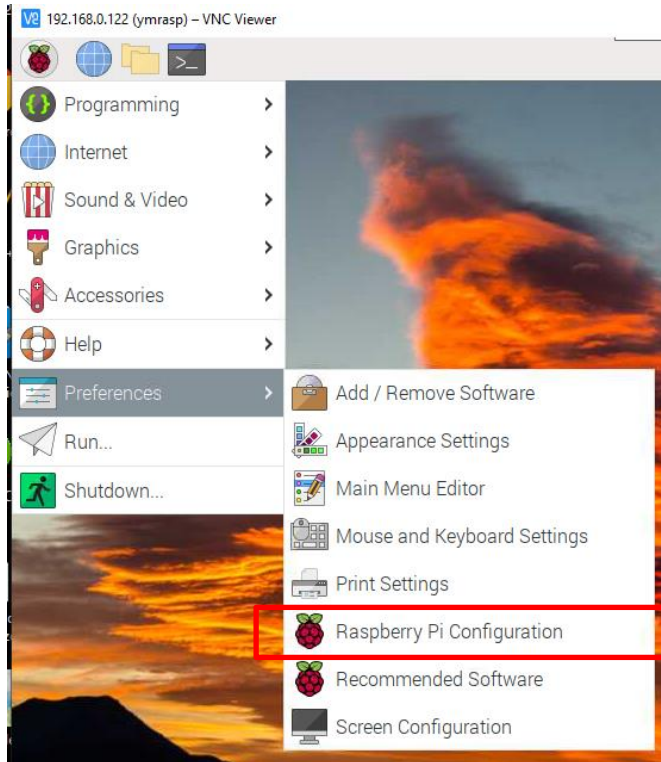 192.168.0.122 (ymrasp) – VNC Viewer
Programming
Internet
Sound & Video
Graphics
Accessories
Help
Preferences
Run...
Shutdown...
Add / Remove Software
Appearance Settings
Main Menu Editor
Mouse and Keyboard Settings
Print Settings
Raspberry Pi Configuration
Recommended Software
Screen Configuration